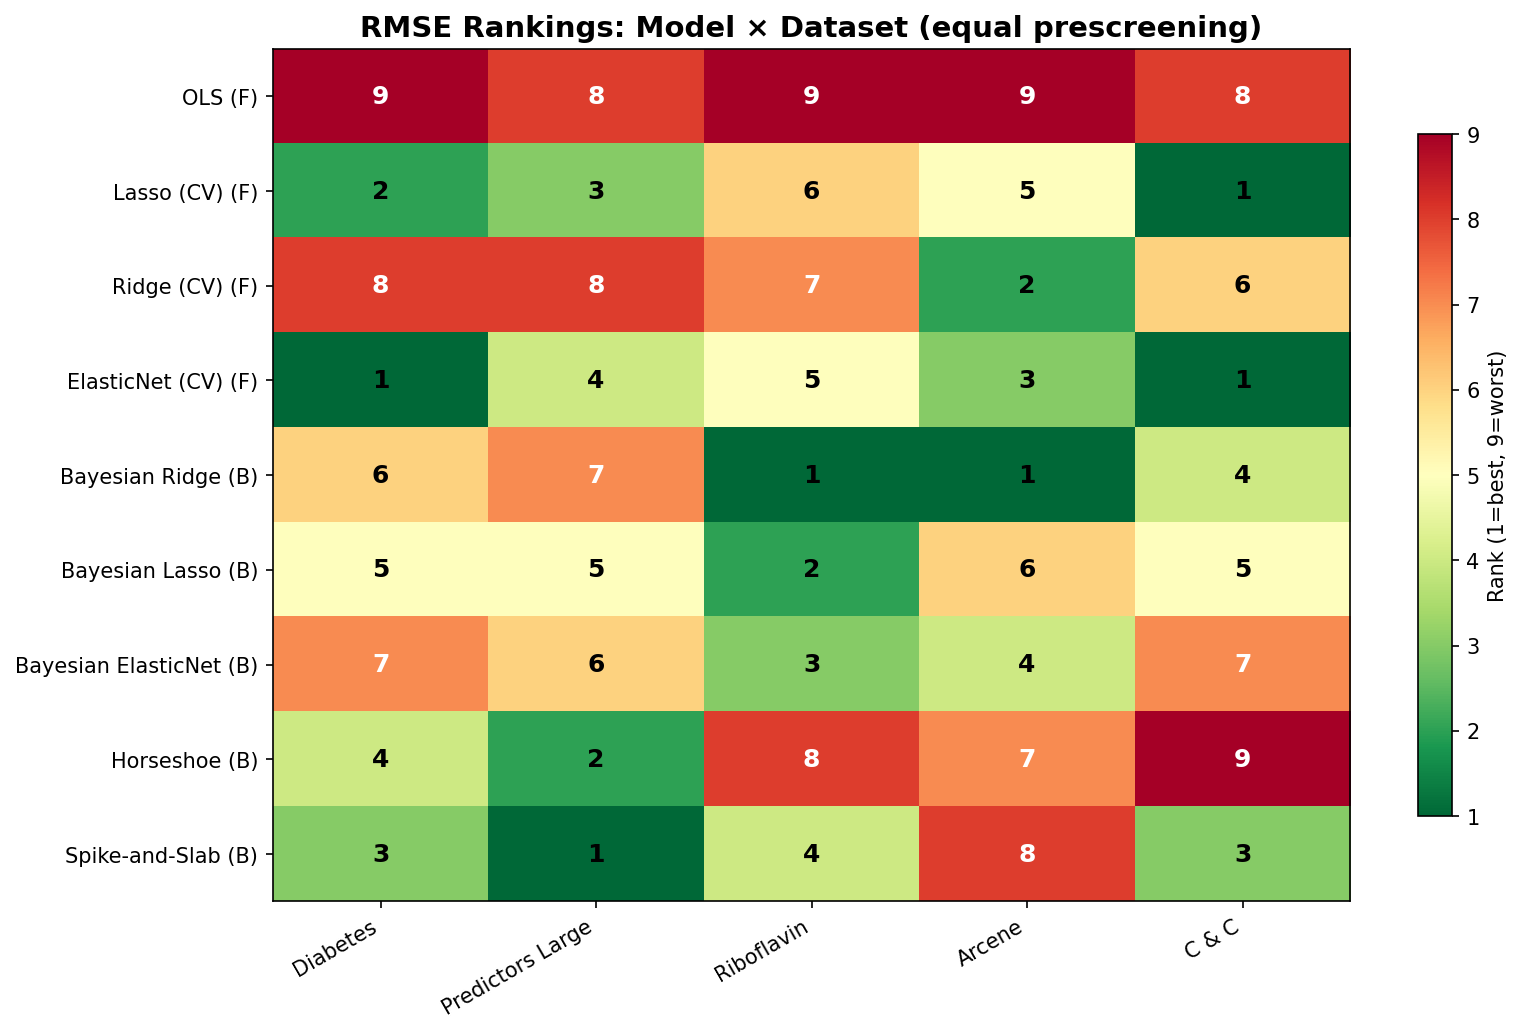 RMSE Rankings: Model × Dataset (equal prescreening)
OLS (F) 9 8 9 9 8
Lasso (CV) (F) 2 3 6 5 1
Ridge (CV) (F) 8 8 7 2 6
ElasticNet (CV) (F) 1 4 5 3 1
Bayesian Ridge (B) 6 7 1 1 4
Bayesian Lasso (B) 5 5 2 6 5
Bayesian ElasticNet (B) 7 6 3 4 7
Horseshoe (B) 4 2 8 7 9
Spike-and-Slab (B) 3 1 4 8 3
Diabetes Predictors Large Riboflavin Arcene C & C
9
8
7
6
5
4
3
2
1
Rank (1=best, 9=worst)